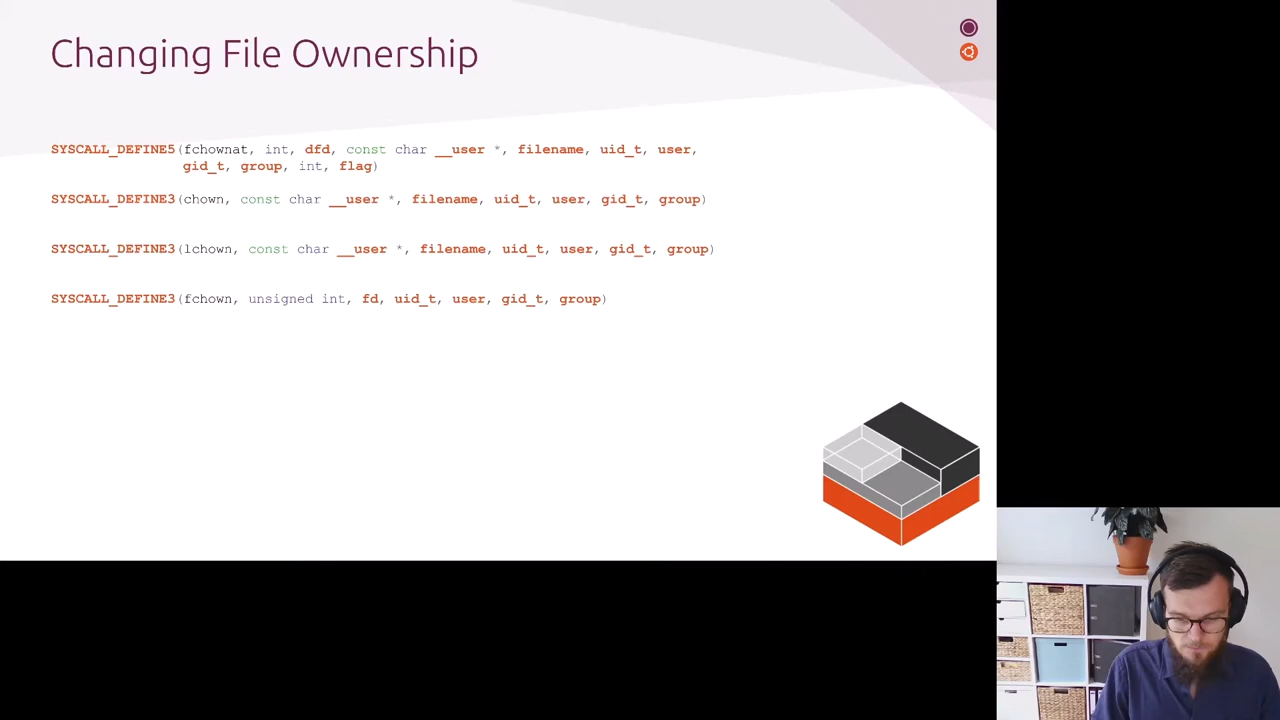 Changing File Ownership
SYSCALL_DEFINE5(fchownat, int, dfd, const char __user *, filename, uid_t, user,
gid_t, group, int, flag)
SYSCALL_DEFINE3(chown, const char __user *, filename, uid_t, user, gid_t, group)
SYSCALL_DEFINE3(lchown, const char __user *, filename, uid_t, user, gid_t, group)
SYSCALL_DEFINE3(fchown, unsigned int, fd, uid_t, user, gid_t, group)